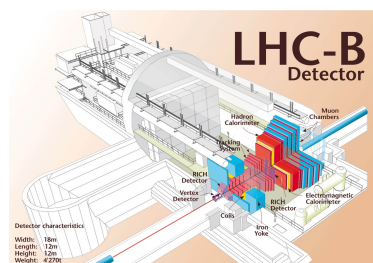 LHC-B
Detector
Muon
Chambers
Hadron
Calorimeter
Tracking
System
RICH
Detector
Vertex
Detector
Coils
RICH
Detector
Electromagnetic
Calorimeter
Iron
Yoke
Detector characteristics
Width: 18m
Length: 12m
Height: 12m
Weight: 4'270t